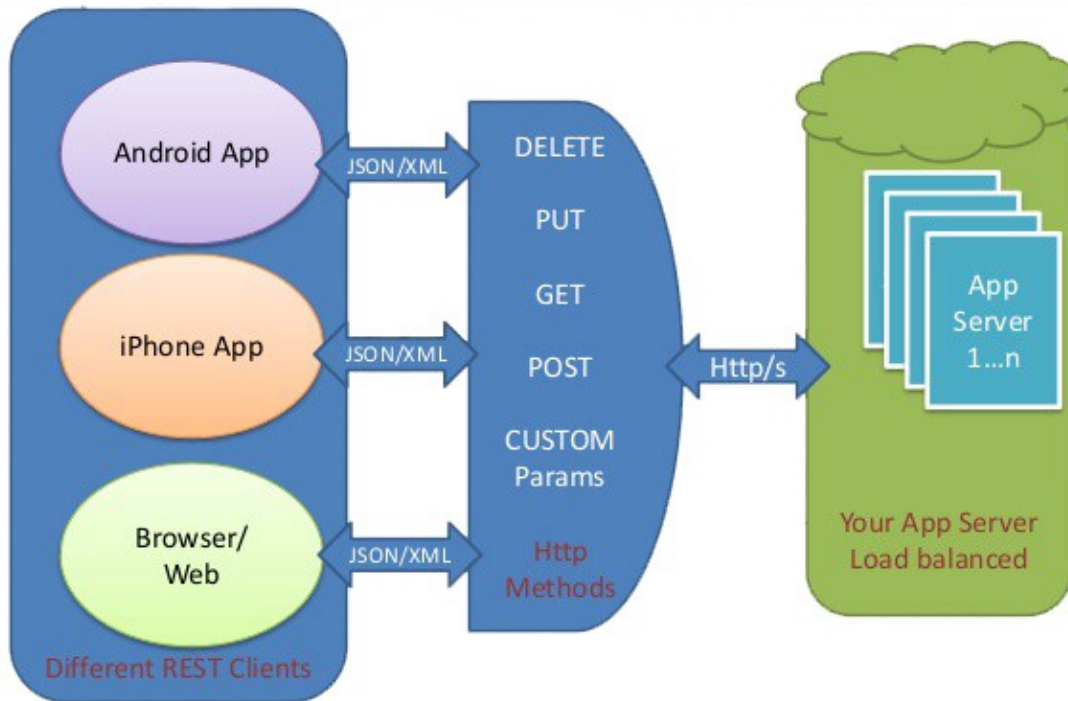 Android App
JSON/XML
iPhone App
JSON/XML
Browser/
Web
JSON/XML
Different REST Clients
DELETE
PUT
GET
POST
CUSTOM
Params
Http
Methods
Http/s
App
Server
1...n
Your App Server
Load balanced